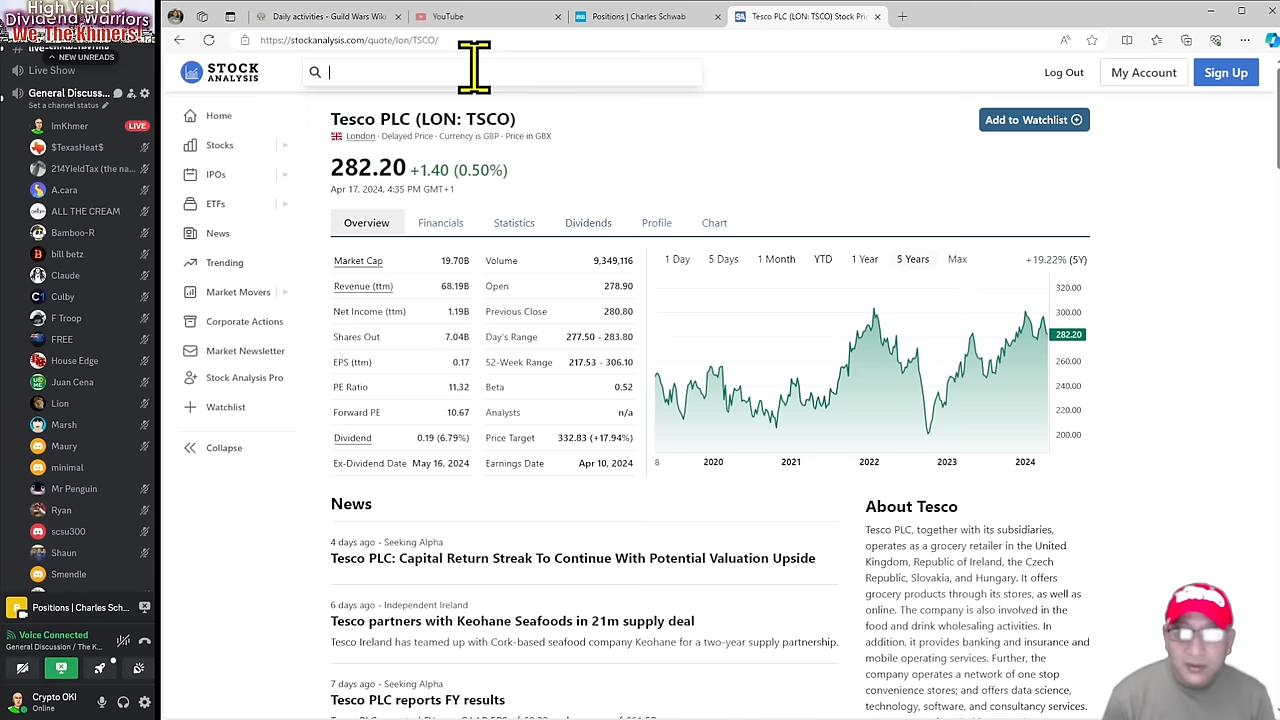 High Yield
Dividend Warriors
We The Khmers!
NEW UNREADS
Live Show
General Discuss...
Set a channel status
ImKhmer
LIVE
$TexasHeat$
214YieldTax (the na...
A.cara
ALL THE CREAM
Bamboo-R
bill betz
Claude
Culby
F Troop
FREE
House Edge
Juan Cena
Lion
Marsh
Maury
minimal
Mr Penguin
Ryan
scsu300
Shaun
Smendle
Positions | Charles Sch...
Voice Connected
General Discussion / The K...
Crypto OKI
Online
Daily activities - Guild Wars Wiki
YouTube
Positions | Charles Schwab
Tesco PLC (LON: TSCO) Stock Pric
https://stockanalysis.com/quote/lon/TSCO/
STOCK
ANALYSIS
Log Out
My Account
Sign Up
Home
Stocks
IPOs
ETFs
News
Trending
Market Movers
Corporate Actions
Market Newsletter
Stock Analysis Pro
Watchlist
Collapse
Tesco PLC (LON: TSCO)
Add to Watchlist
London · Delayed Price · Currency is GBP · Price in GBX
282.20 +1.40 (0.50%)
Apr 17, 2024, 4:35 PM GMT+1
Overview Financials Statistics Dividends Profile Chart
Market Cap 19.70B
Revenue (ttm) 68.19B
Net Income (ttm) 1.19B
Shares Out 7.04B
EPS (ttm) 0.17
PE Ratio 11.32
Forward PE 10.67
Dividend 0.19 (6.79%)
Ex-Dividend Date May 16, 2024
Volume 9,349,116
Open 278.90
Previous Close 280.80
Day's Range 277.50 - 283.80
52-Week Range 217.53 - 306.10
Beta 0.52
Analysts n/a
Price Target 332.83 (+17.94%)
Earnings Date Apr 10, 2024
1 Day 5 Days 1 Month YTD 1 Year 5 Years Max +19.22% (5Y)
320.00
300.00
282.20
260.00
240.00
220.00
200.00
8 2020 2021 2022 2023 2024
News
4 days ago - Seeking Alpha
Tesco PLC: Capital Return Streak To Continue With Potential Valuation Upside
6 days ago - Independent Ireland
Tesco partners with Keohane Seafoods in 21m supply deal
Tesco Ireland has teamed up with Cork-based seafood company Keohane for a two-year supply partnership.
7 days ago - Seeking Alpha
Tesco PLC reports FY results
About Tesco
Tesco PLC, together with its subsidiaries,
operates as a grocery retailer in the United
Kingdom, Republic of Ireland, the Czech
Republic, Slovakia, and Hungary. It offers
grocery products through its stores, as well as
online. The company is also involved in the
food and drink wholesaling activities. In
addition, it provides banking and insurance and
mobile operating services. Further, the
company operates a network of one stop
convenience stores; and offers data science,
technology, software, and consultancy services.